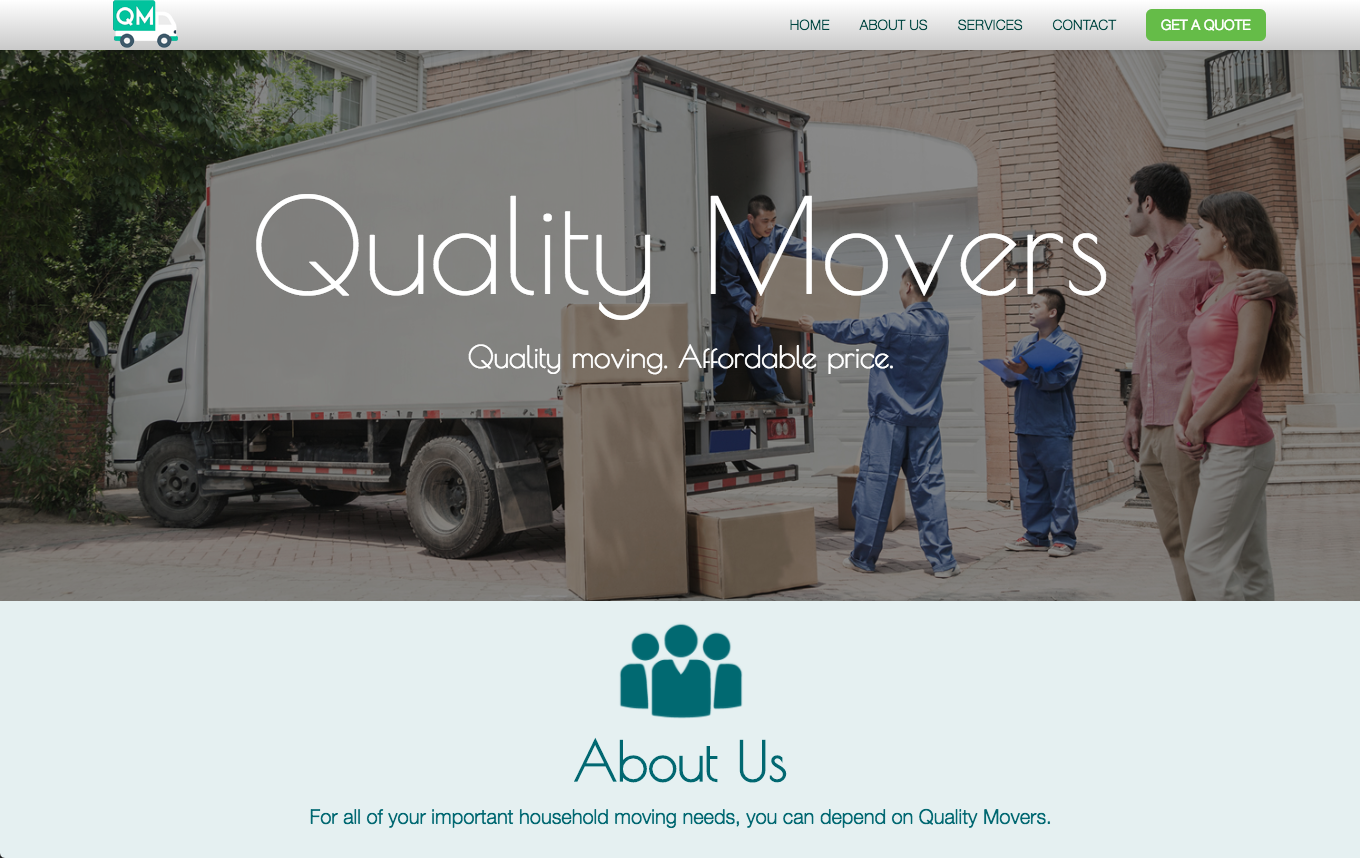 QM
HOME
ABOUT US
SERVICES
CONTACT
GET A QUOTE
Quality Movers
Quality moving. Affordable price.
About Us
For all of your important household moving needs, you can depend on Quality Movers.